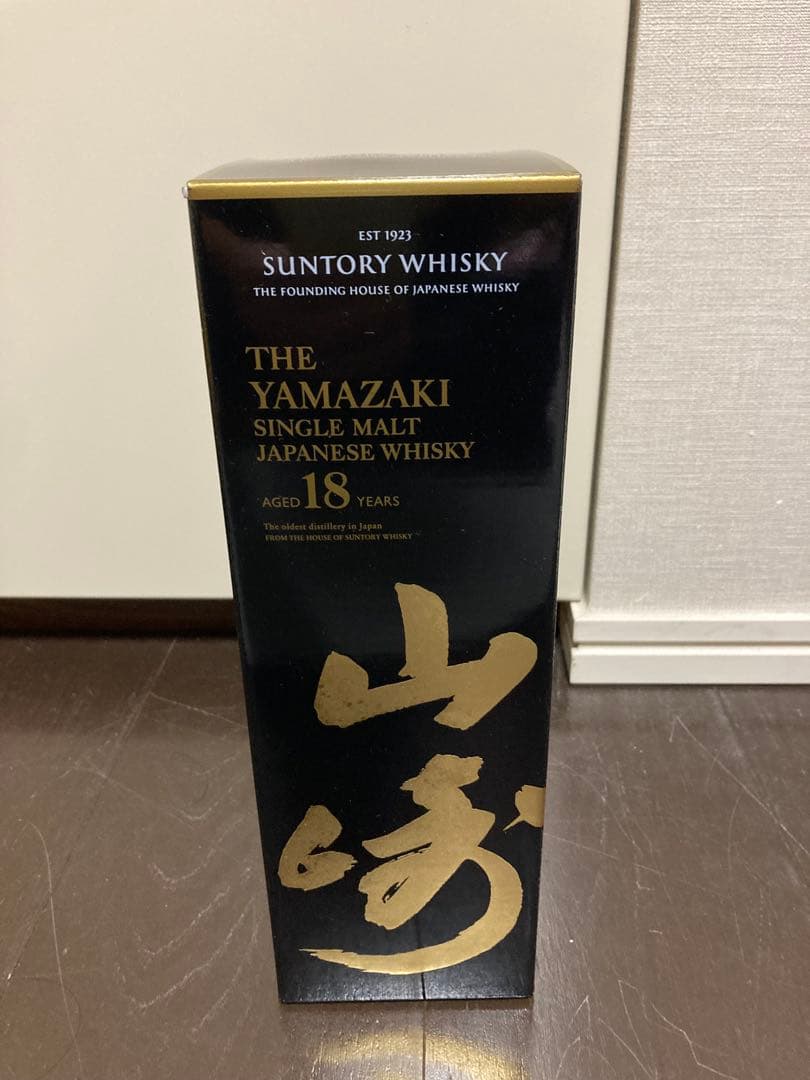 EST 1923
SUNTORY WHISKY
THE FOUNDING HOUSE OF JAPANESE WHISKY
THE
YAMAZAKI
SINGLE MALT
JAPANESE WHISKY
AGED 18 YEARS
The oldest distillery in Japan
FROM THE HOUSE OF SUNTORY WHISKY
山
崎